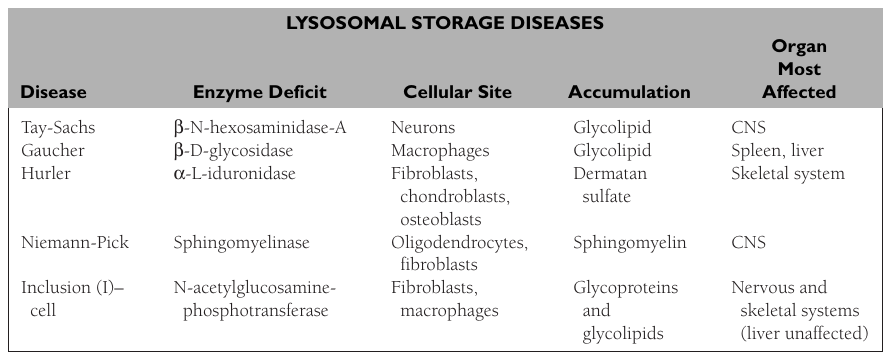 LYSOSOMAL STORAGE DISEASES
Organ
Most
Disease Enzyme Deficit Cellular Site Accumulation Affected
Tay-Sachs β-N-hexosaminidase-A Neurons Glycolipid CNS
Gaucher β-D-glycosidase Macrophages Glycolipid Spleen, liver
Hurler α-L-iduronidase Fibroblasts, Dermatan Skeletal system
chondroblasts, sulfate
osteoblasts
Niemann-Pick Sphingomyelinase Oligodendrocytes, Sphingomyelin CNS
fibroblasts
Inclusion (I)– N-acetylglucosamine- Fibroblasts, Glycoproteins Nervous and
cell phosphotransferase macrophages and skeletal systems
glycolipids (liver unaffected)